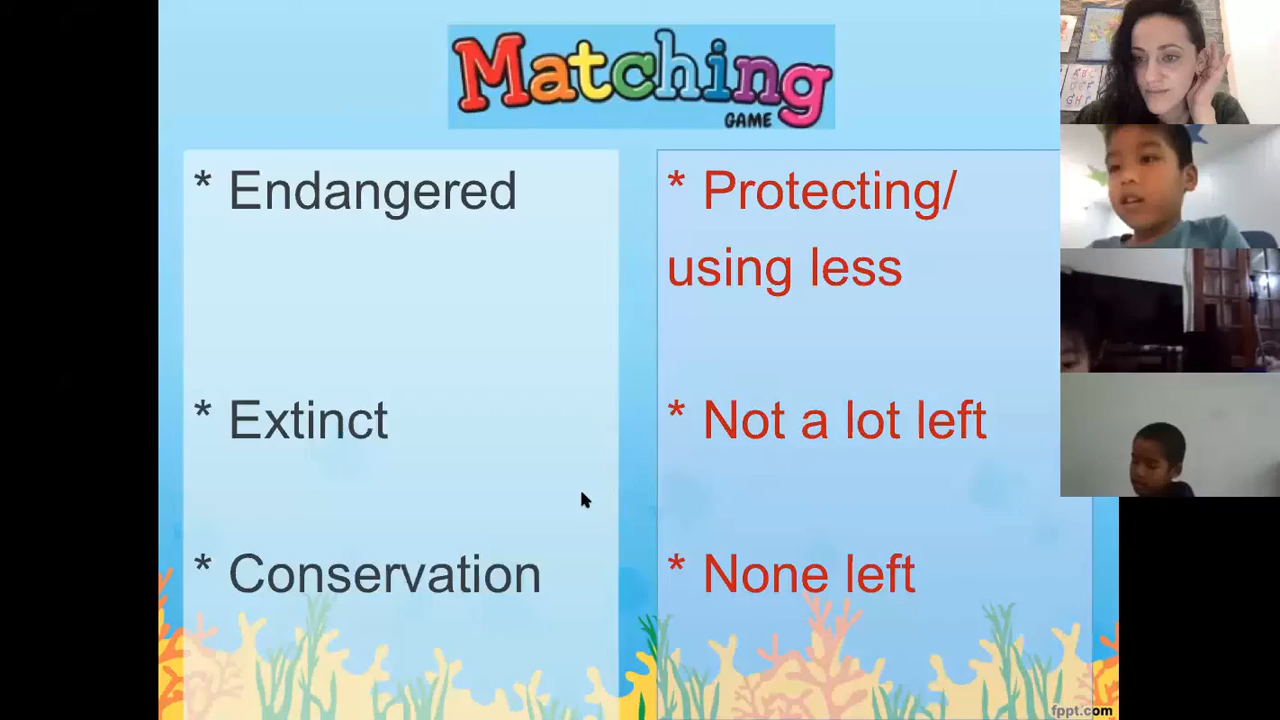 Matching
GAME
* Endangered
* Extinct
* Conservation
* Protecting/
using less
* Not a lot left
* None left
A B C
D E F
G H
fppt.com